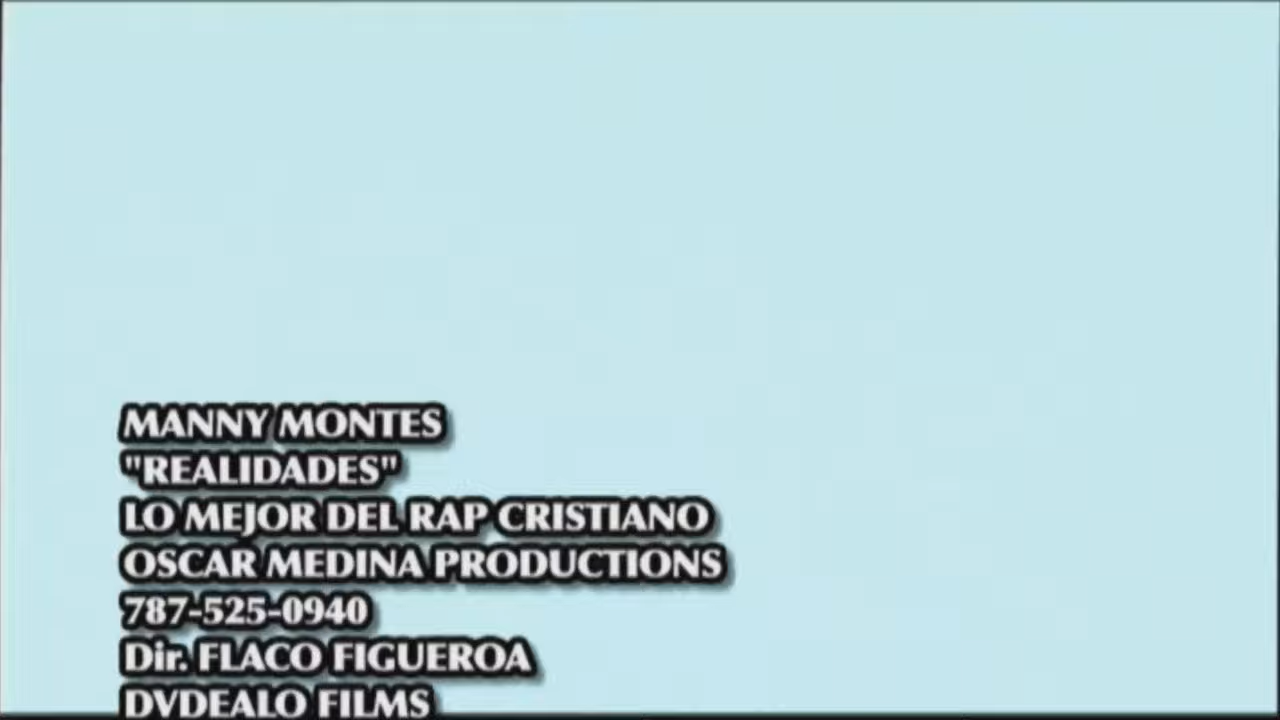 MANNY MONTES
"REALIDADES"
LO MEJOR DEL RAP CRISTIANO
OSCAR MEDINA PRODUCTIONS
787-525-0940
Dir. FLACO FIGUEROA
DVDEALO FILMS